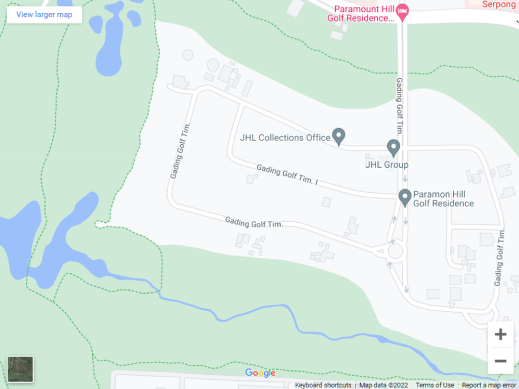 View larger map
Paramount Hill
Golf Residence...
Serpong
Gading Golf Tim.
Gading Golf Tim.
JHL Collections Office
JHL Group
Gading Golf Tim. I
Paramon Hill
Golf Residence
Gading Golf Tim.
Gading Golf Tim.
+
−
Google
Keyboard shortcuts
Map data ©2022
Terms of Use
Report a map error